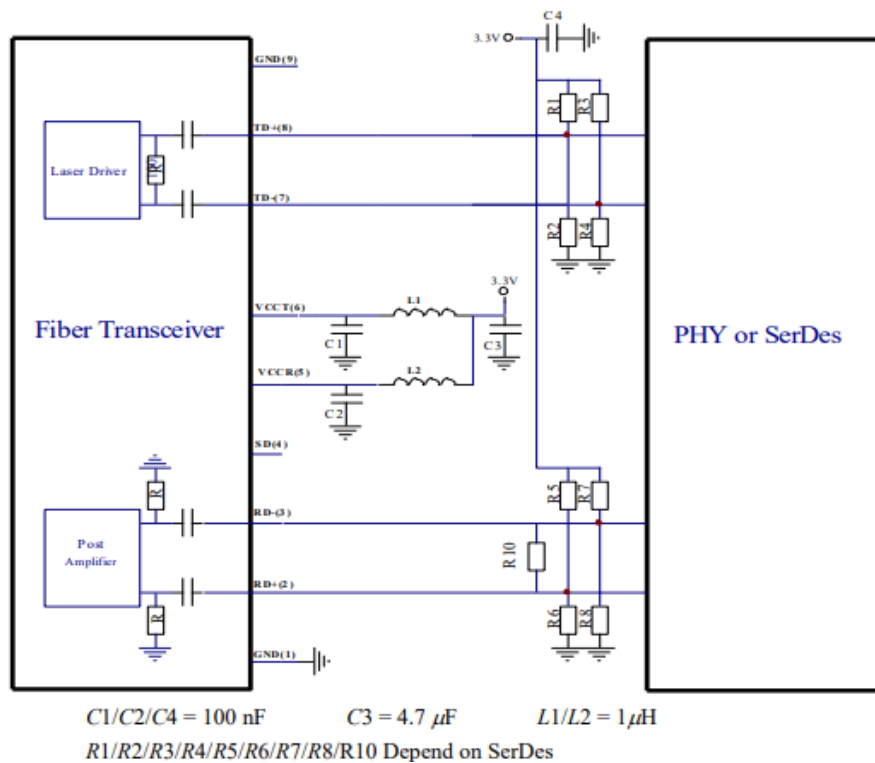 C4
3.3V
GND(9)
R1
R3
TD+(8)
Laser Driver
TD-(7)
R2
R4
3.3V
VCCT(6)
L1
Fiber Transceiver
C1
C3
PHY or SerDes
VCCR(5)
L2
C2
SD(4)
R
R5
R7
RD-(3)
Post
Amplifier
R10
RD+(2)
R
R6
R8
GND(1)
C1/C2/C4 = 100 nF
C3 = 4.7 μF
L1/L2 = 1μH
R1/R2/R3/R4/R5/R6/R7/R8/R10 Depend on SerDes